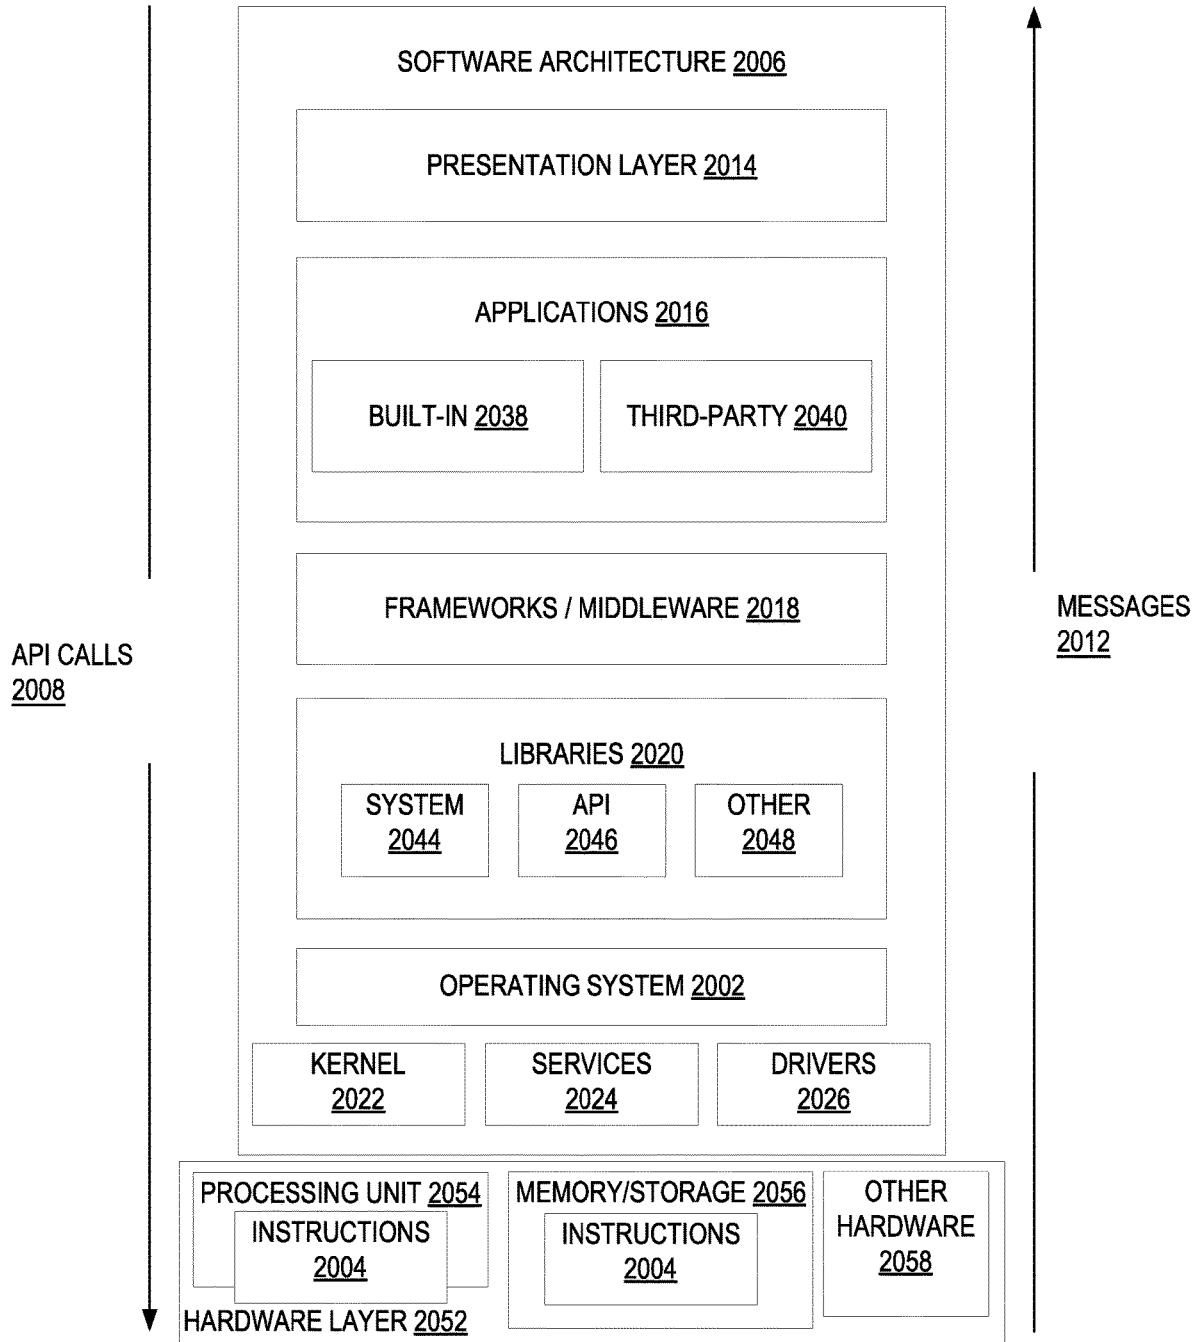 SOFTWARE ARCHITECTURE 2006
PRESENTATION LAYER 2014
APPLICATIONS 2016
BUILT-IN 2038
THIRD-PARTY 2040
FRAMEWORKS / MIDDLEWARE 2018
API CALLS
2008
MESSAGES
2012
LIBRARIES 2020
SYSTEM
2044
API
2046
OTHER
2048
OPERATING SYSTEM 2002
KERNEL
2022
SERVICES
2024
DRIVERS
2026
PROCESSING UNIT 2054
INSTRUCTIONS
2004
MEMORY/STORAGE 2056
INSTRUCTIONS
2004
OTHER
HARDWARE
2058
HARDWARE LAYER 2052